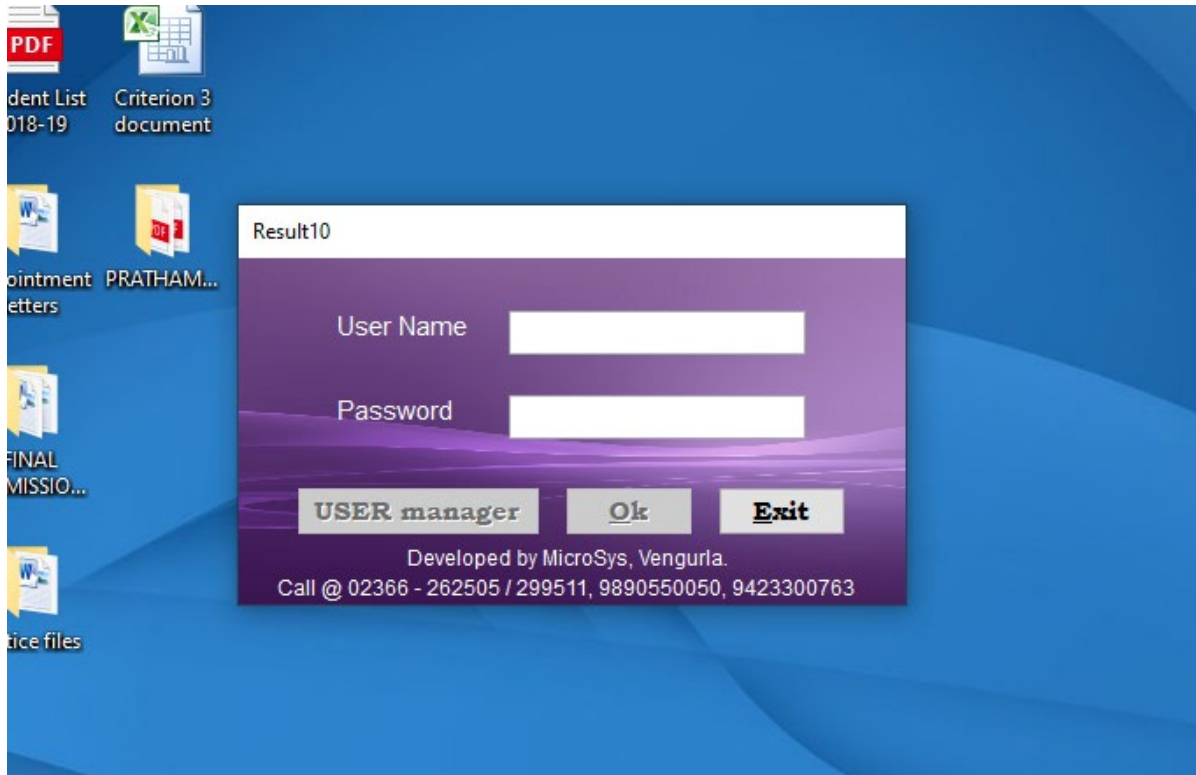 PDF
dent List
018-19
Criterion 3
document
ointment
etters
PRATHAM...
FINAL
MISSIO...
tice files
Result10
User Name
Password
USER manager
Ok
Exit
Developed by MicroSys, Vengurla.
Call @ 02366 - 262505 / 299511, 9890550050, 9423300763